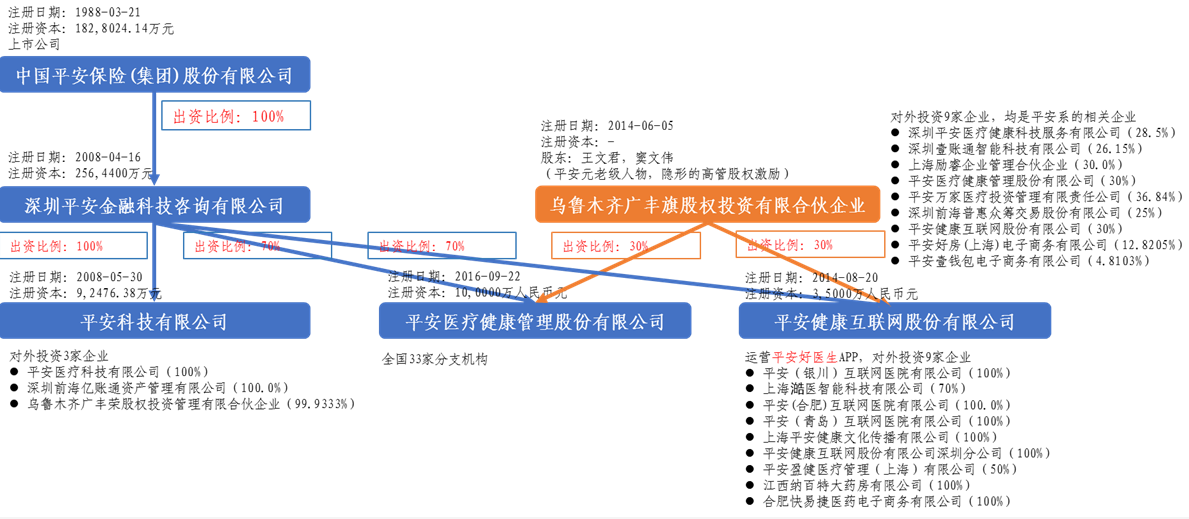 注册日期: 1988-03-21
注册资本: 182,8024.14万元
上市公司
中国平安保险(集团)股份有限公司
出资比例: 100%
注册日期: 2008-04-16
注册资本: 256,4400万元
深圳平安金融科技咨询有限公司
注册日期: 2014-06-05
注册资本: -
股东: 王文君, 窦文伟
(平安元老级人物, 隐形的高管股权激励)
乌鲁木齐广丰旗股权投资有限合伙企业
对外投资9家企业, 均是平安系的相关企业
● 深圳平安医疗健康科技服务有限公司(28.5%)
● 深圳壹账通智能科技有限公司(26.15%)
● 上海励睿企业管理合伙企业(30.0%)
● 平安医疗健康管理股份有限公司(30%)
● 平安万家医疗投资管理有限责任公司(36.84%)
● 深圳前海普惠众筹交易股份有限公司(25%)
● 平安健康互联网股份有限公司(30%)
● 平安好房(上海)电子商务有限公司(12.8205%)
● 平安壹钱包电子商务有限公司(4.8103%)
出资比例: 100%
出资比例: 70%
出资比例: 70%
出资比例: 30%
出资比例: 30%
注册日期: 2008-05-30
注册资本: 9,2476.38万元
平安科技有限公司
对外投资3家企业
● 平安医疗科技有限公司(100%)
● 深圳前海亿账通资产管理有限公司(100.0%)
● 乌鲁木齐广丰荣股权投资管理有限合伙企业(99.9333%)
注册日期: 2016-09-22
注册资本: 10,0000万人民币元
平安医疗健康管理股份有限公司
全国33家分支机构
注册日期: 2014-08-20
注册资本: 3,5000万人民币元
平安健康互联网股份有限公司
运营平安好医生APP, 对外投资9家企业
● 平安（银川）互联网医院有限公司(100%)
● 上海澔医智能科技有限公司(70%)
● 平安(合肥)互联网医院有限公司(100.0%)
● 平安（青岛）互联网医院有限公司(100%)
● 上海平安健康文化传播有限公司(100%)
● 平安健康互联网股份有限公司深圳分公司(100%)
● 平安盈健医疗管理（上海）有限公司(50%)
● 江西纳百特大药房有限公司(100%)
● 合肥快易捷医药电子商务有限公司(100%)